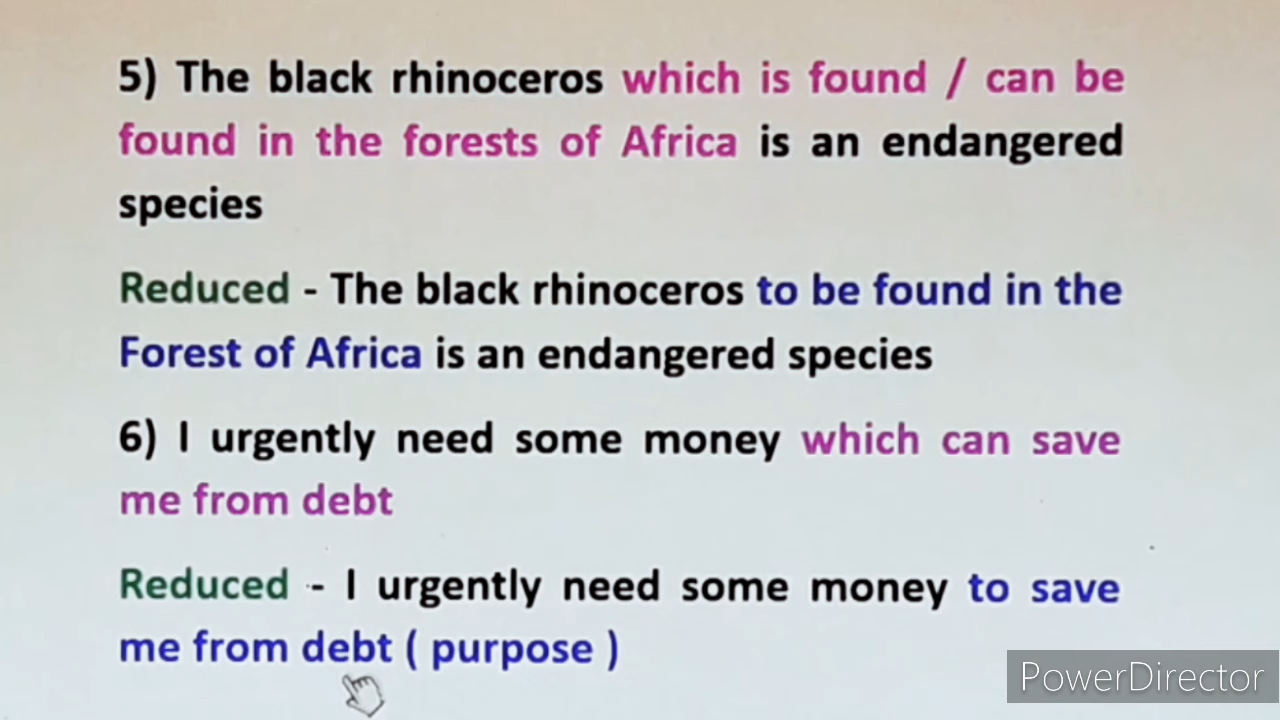 5) The black rhinoceros which is found / can be
found in the forests of Africa is an endangered
species
Reduced - The black rhinoceros to be found in the
Forest of Africa is an endangered species
6) I urgently need some money which can save
me from debt
Reduced - I urgently need some money to save
me from debt ( purpose )
PowerDirector